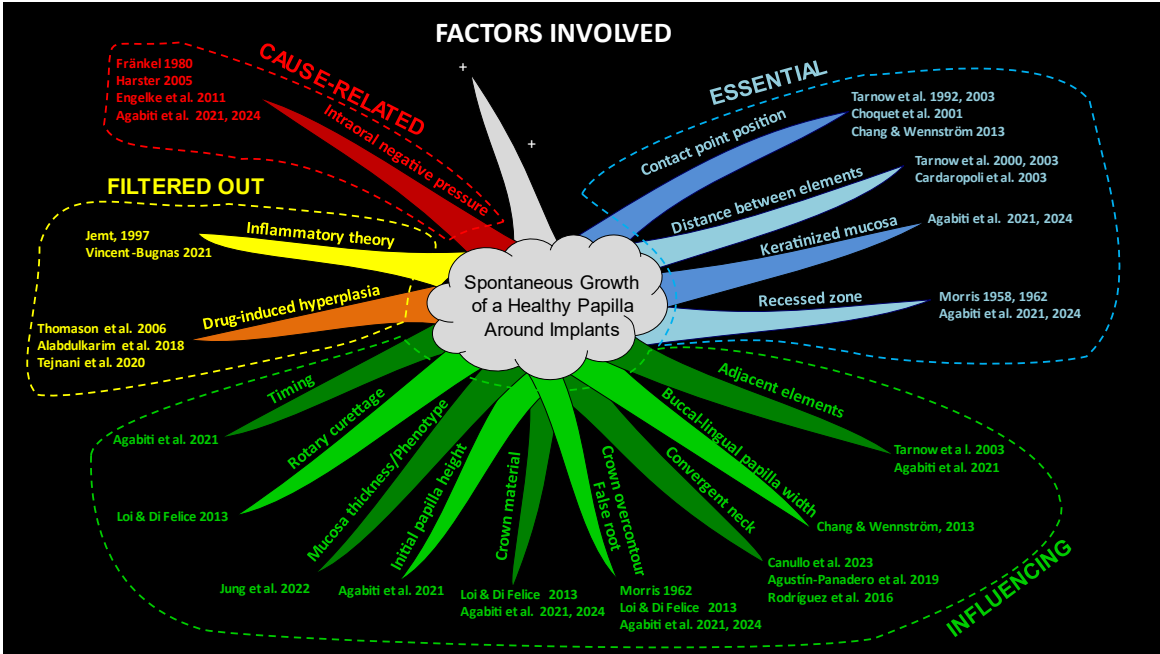 FACTORS INVOLVED
CAUSE-RELATED
Fränkel 1980
Harster 2005
Engelke et al. 2011
Agabiti et al. 2021, 2024
Intraoral negative pressure
+
+
ESSENTIAL
Contact point position
Tarnow et al. 1992, 2003
Choquet et al. 2001
Chang & Wennström 2013
Distance between elements
Tarnow et al. 2000, 2003
Cardaropoli et al. 2003
Keratinized mucosa
Agabiti et al. 2021, 2024
Recessed zone
Morris 1958, 1962
Agabiti et al. 2021, 2024
FILTERED OUT
Inflammatory theory
Jemt, 1997
Vincent-Bugnas 2021
Drug-induced hyperplasia
Thomason et al. 2006
Alabdulkarim et al. 2018
Tejnani et al. 2020
Spontaneous Growth
of a Healthy Papilla
Around Implants
Timing
Agabiti et al. 2021
Rotary curettage
Loi & Di Felice 2013
Mucosa thickness/Phenotype
Jung et al. 2022
Initial papilla height
Agabiti et al. 2021
Crown material
Loi & Di Felice 2013
Agabiti et al. 2021, 2024
Crown overcontour
False root
Morris 1962
Loi & Di Felice 2013
Agabiti et al. 2021, 2024
Convergent neck
Canullo et al. 2023
Agustín-Panadero et al. 2019
Rodríguez et al. 2016
Buccal-lingual papilla width
Chang & Wennström, 2013
Adjacent elements
Tarnow e a l. 2003
Agabiti et al. 2021
INFLUENCING